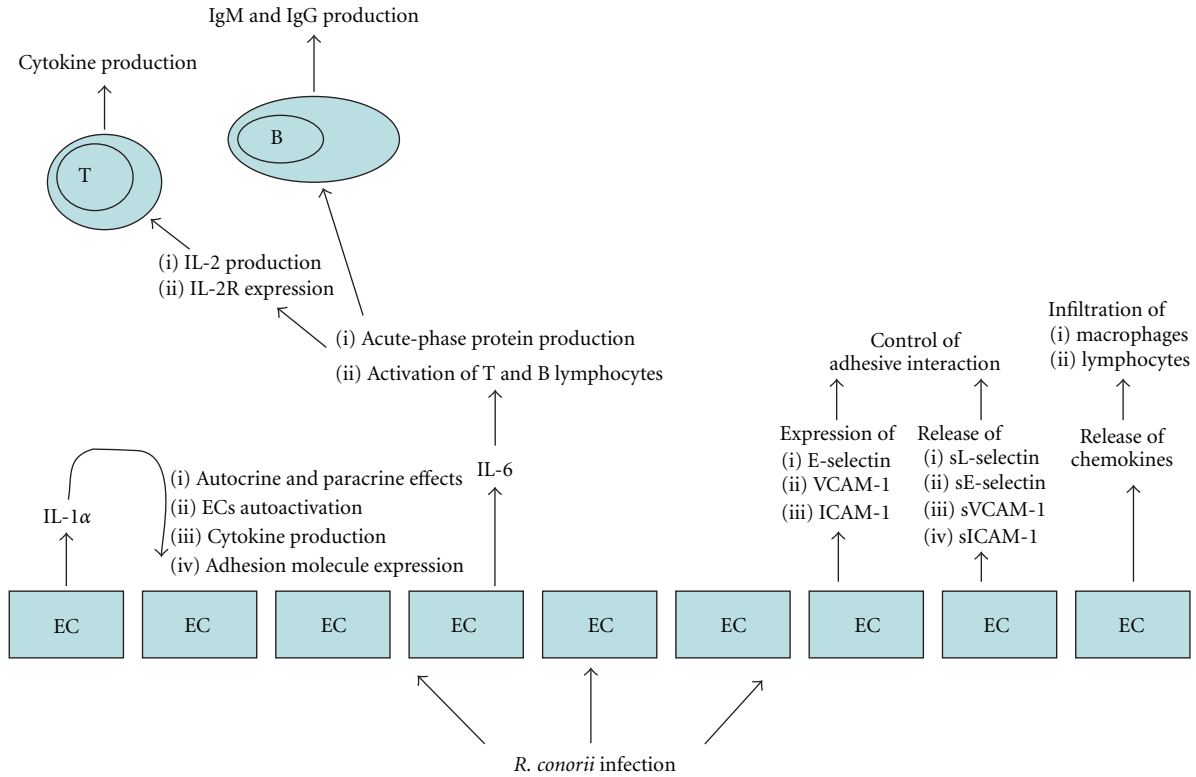 IgM and IgG production
Cytokine production
B
T
(i) IL-2 production
(ii) IL-2R expression
(i) Acute-phase protein production
(ii) Activation of T and B lymphocytes
IL-6
IL-1α
(i) Autocrine and paracrine effects
(ii) ECs autoactivation
(iii) Cytokine production
(iv) Adhesion molecule expression
Control of
adhesive interaction
Expression of
(i) E-selectin
(ii) VCAM-1
(iii) ICAM-1
Release of
(i) sL-selectin
(ii) sE-selectin
(iii) sVCAM-1
(iv) sICAM-1
Infiltration of
(i) macrophages
(ii) lymphocytes
Release of
chemokines
EC EC EC EC EC EC EC EC EC
R. conorii infection